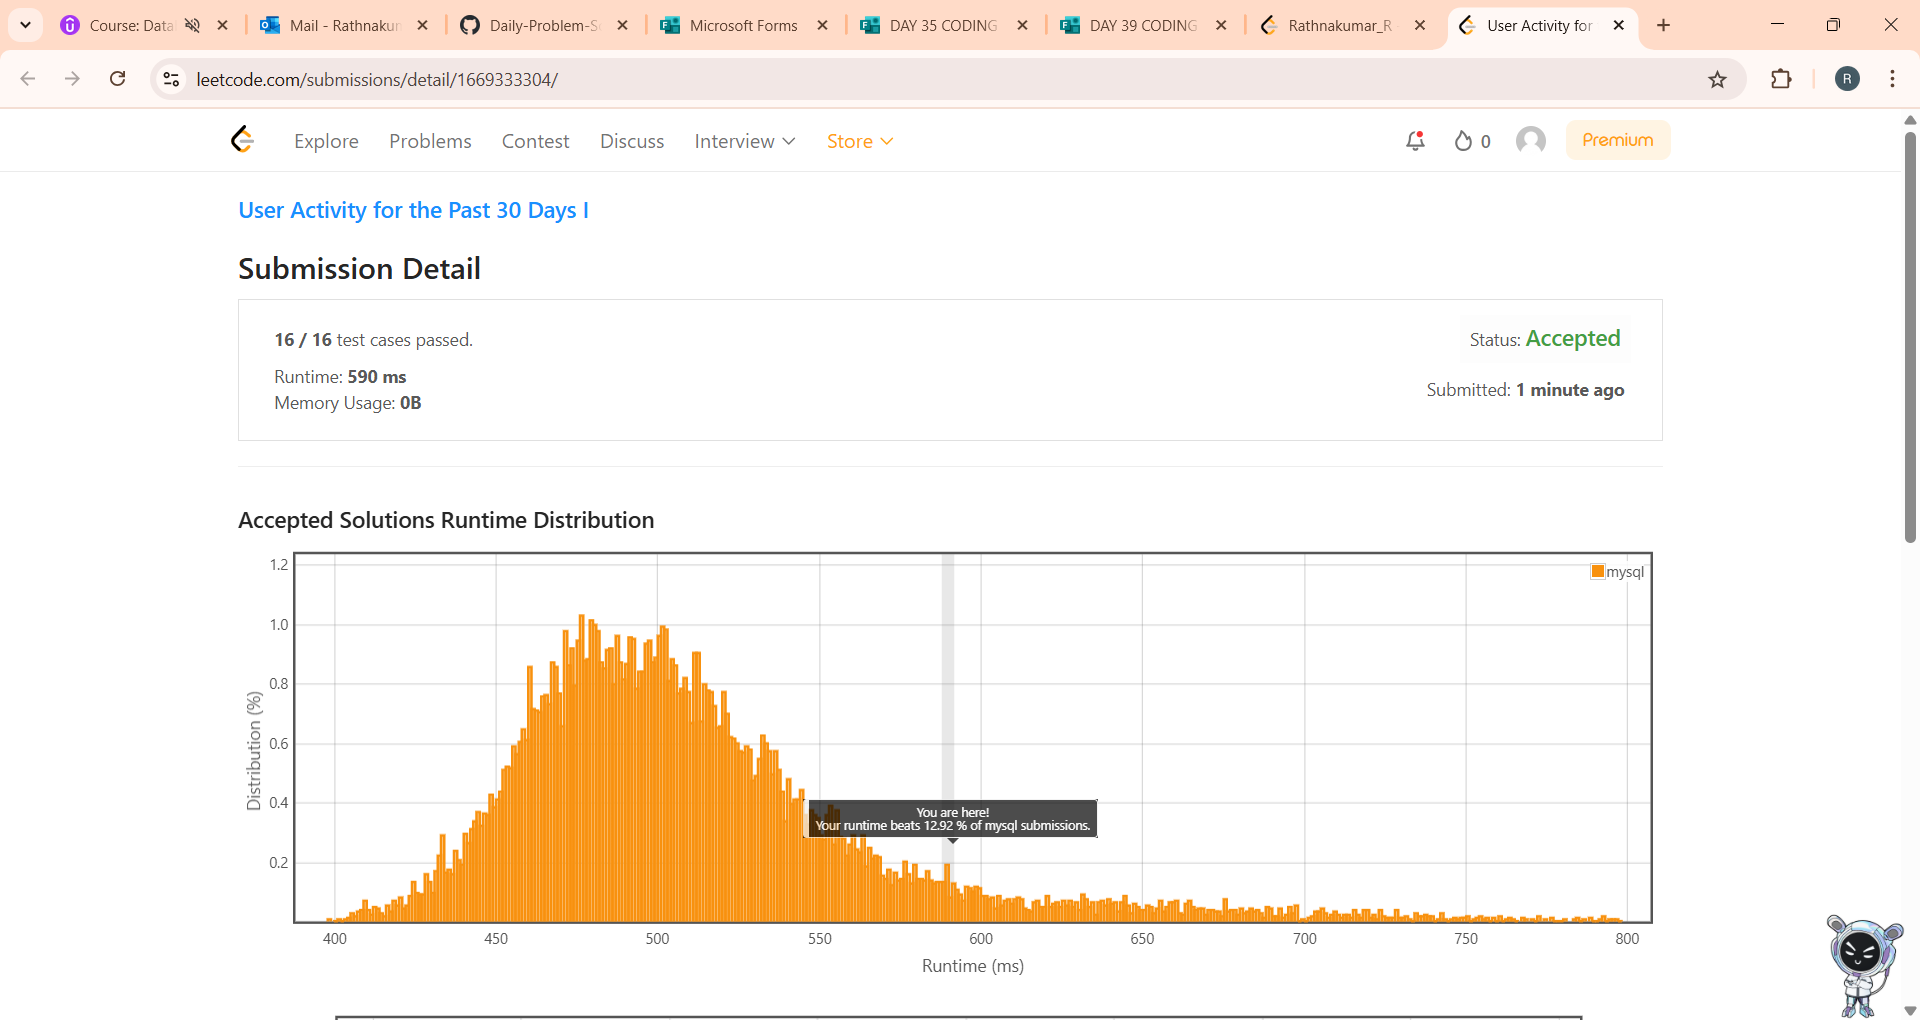 Course: Data
Mail - Rathnakum
Daily-Problem-So
Microsoft Forms
DAY 35 CODING
DAY 39 CODING
Rathnakumar_R
User Activity for
leetcode.com/submissions/detail/1669333304/
R
Explore
Problems
Contest
Discuss
Interview
Store
0
Premium
User Activity for the Past 30 Days I
Submission Detail
16 / 16 test cases passed.
Status: Accepted
Runtime: 590 ms
Submitted: 1 minute ago
Memory Usage: 0B
Accepted Solutions Runtime Distribution
mysql
1.2
1.0
0.8
0.6
0.4
0.2
Distribution (%)
You are here!
Your runtime beats 12.92 % of mysql submissions.
400
450
500
550
600
650
700
750
800
Runtime (ms)